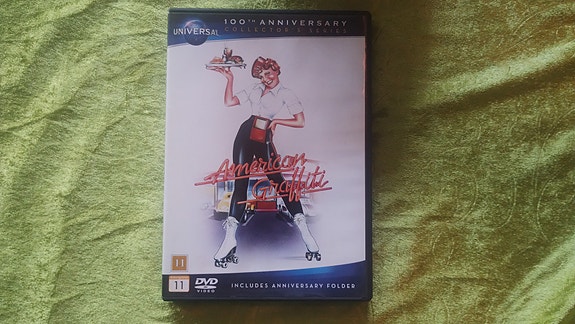 100TH ANNIVERSARY
COLLECTOR'S SERIES
UNIVERSAL
American
Graffiti
11
11
DVD
VIDEO
INCLUDES ANNIVERSARY FOLDER